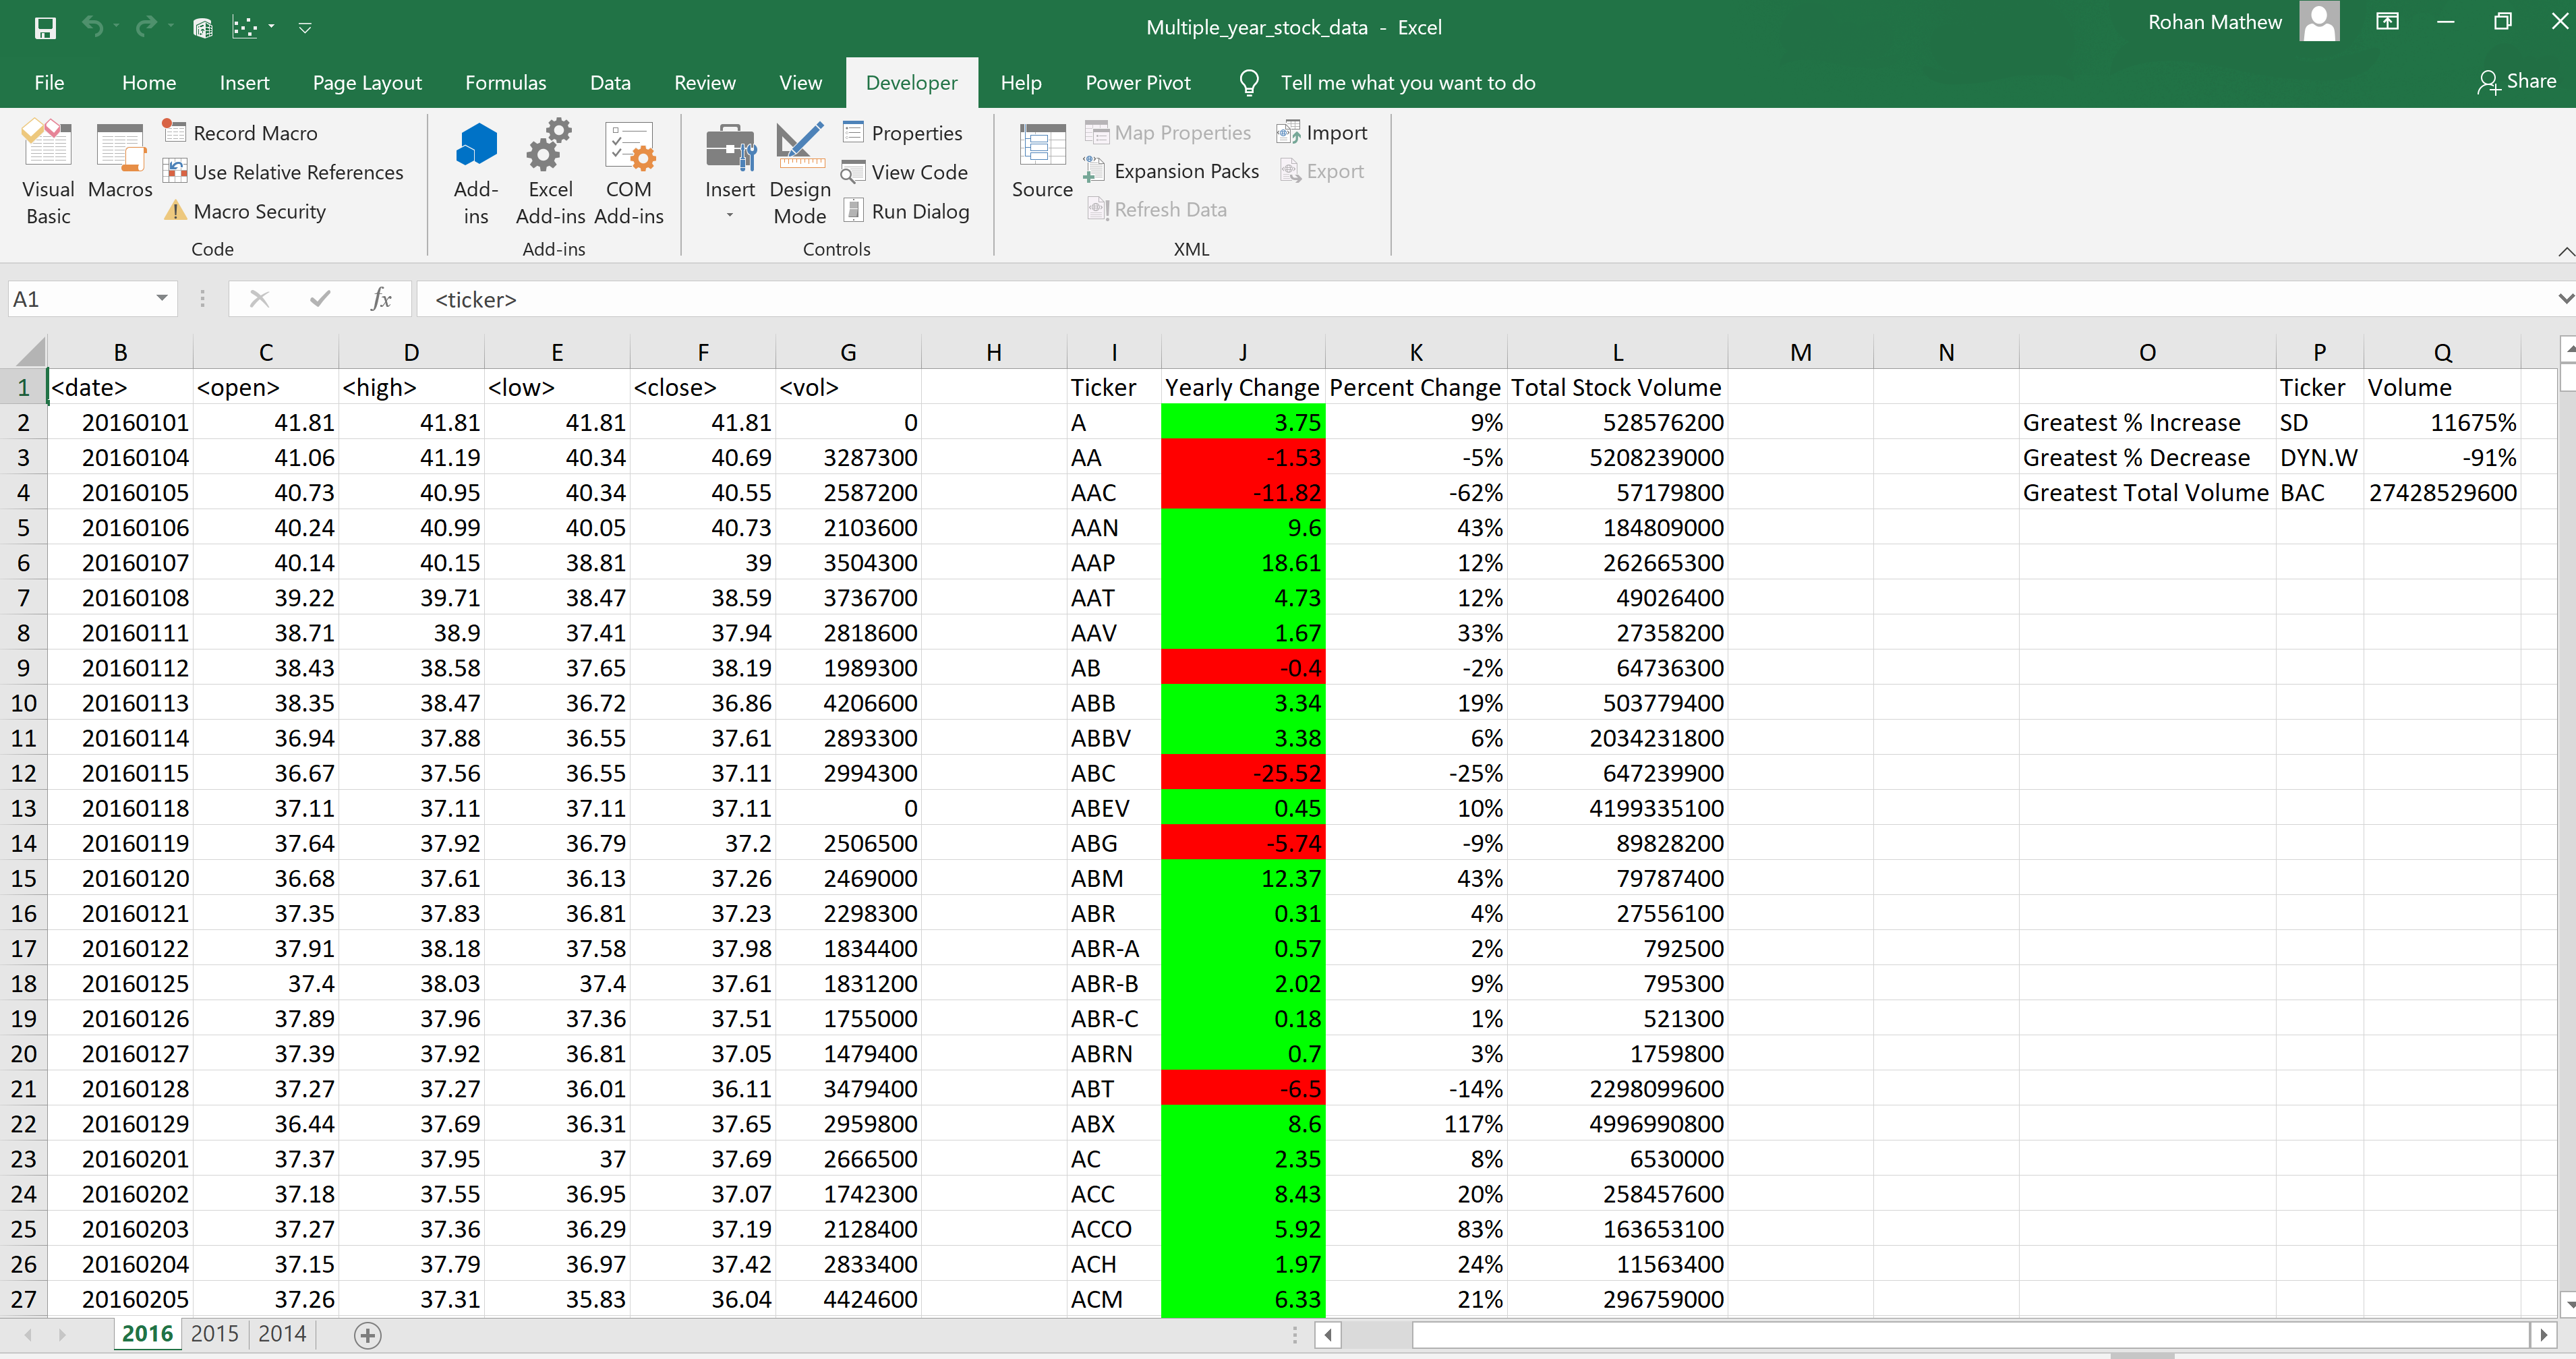 Multiple_year_stock_data - Excel
Rohan Mathew
File Home Insert Page Layout Formulas Data Review View Developer Help Power Pivot Tell me what you want to do Share
Visual Basic
Macros
Record Macro
Use Relative References
Macro Security
Code
Add-ins
Excel Add-ins
COM Add-ins
Add-ins
Insert
Design Mode
Properties
View Code
Run Dialog
Controls
Source
Map Properties
Expansion Packs
Refresh Data
Import
Export
XML
A1 fx <ticker>
B C D E F G H I J K L M N O P Q
1 <date> <open> <high> <low> <close> <vol> Ticker Yearly Change Percent Change Total Stock Volume Ticker Volume
2 20160101 41.81 41.81 41.81 41.81 0 A 3.75 9% 528576200 Greatest % Increase SD 11675%
3 20160104 41.06 41.19 40.34 40.69 3287300 AA -1.53 -5% 5208239000 Greatest % Decrease DYN.W -91%
4 20160105 40.73 40.95 40.34 40.55 2587200 AAC -11.82 -62% 57179800 Greatest Total Volume BAC 27428529600
5 20160106 40.24 40.99 40.05 40.73 2103600 AAN 9.6 43% 184809000
6 20160107 40.14 40.15 38.81 39 3504300 AAP 18.61 12% 262665300
7 20160108 39.22 39.71 38.47 38.59 3736700 AAT 4.73 12% 49026400
8 20160111 38.71 38.9 37.41 37.94 2818600 AAV 1.67 33% 27358200
9 20160112 38.43 38.58 37.65 38.19 1989300 AB -0.4 -2% 64736300
10 20160113 38.35 38.47 36.72 36.86 4206600 ABB 3.34 19% 503779400
11 20160114 36.94 37.88 36.55 37.61 2893300 ABBV 3.38 6% 2034231800
12 20160115 36.67 37.56 36.55 37.11 2994300 ABC -25.52 -25% 647239900
13 20160118 37.11 37.11 37.11 37.11 0 ABEV 0.45 10% 4199335100
14 20160119 37.64 37.92 36.79 37.2 2506500 ABG -5.74 -9% 89828200
15 20160120 36.68 37.61 36.13 37.26 2469000 ABM 12.37 43% 79787400
16 20160121 37.35 37.83 36.81 37.23 2298300 ABR 0.31 4% 27556100
17 20160122 37.91 38.18 37.58 37.98 1834400 ABR-A 0.57 2% 792500
18 20160125 37.4 38.03 37.4 37.61 1831200 ABR-B 2.02 9% 795300
19 20160126 37.89 37.96 37.36 37.51 1755000 ABR-C 0.18 1% 521300
20 20160127 37.39 37.92 36.81 37.05 1479400 ABRN 0.7 3% 1759800
21 20160128 37.27 37.27 36.01 36.11 3479400 ABT -6.5 -14% 2298099600
22 20160129 36.44 37.69 36.31 37.65 2959800 ABX 8.6 117% 4996990800
23 20160201 37.37 37.95 37 37.69 2666500 AC 2.35 8% 6530000
24 20160202 37.18 37.55 36.95 37.07 1742300 ACC 8.43 20% 258457600
25 20160203 37.27 37.36 36.29 37.19 2128400 ACCO 5.92 83% 163653100
26 20160204 37.15 37.79 36.97 37.42 2833400 ACH 1.97 24% 11563400
27 20160205 37.26 37.31 35.83 36.04 4424600 ACM 6.33 21% 296759000
2016 2015 2014